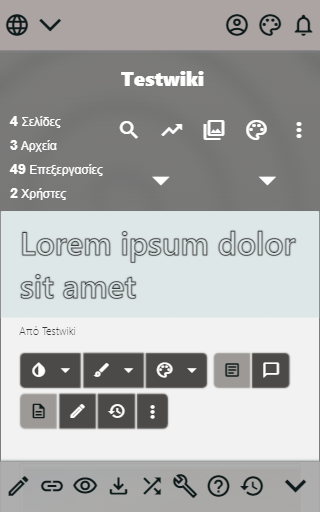 Testwiki
4 Σελίδες
3 Αρχεία
49 Επεξεργασίες
2 Χρήστες
Lorem ipsum dolor
sit amet
Από Testwiki